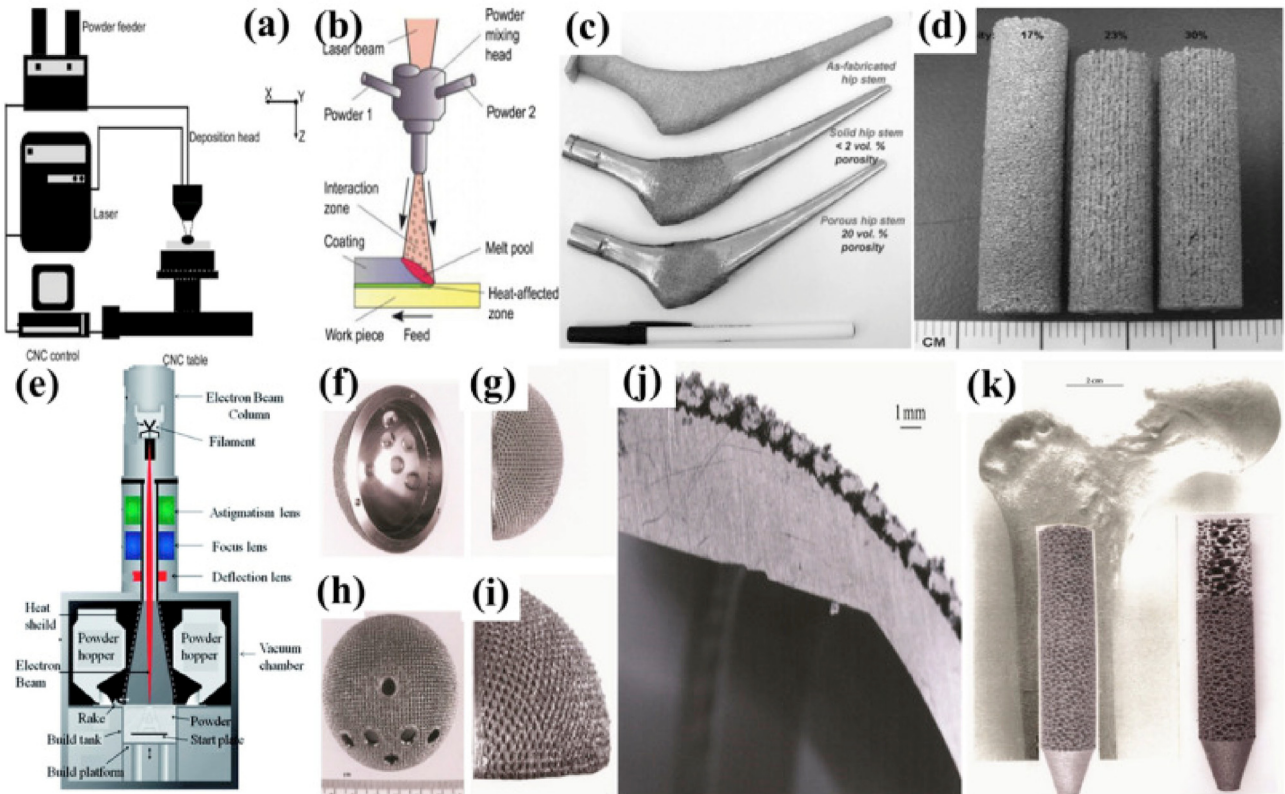 Powder feeder
(a)
X
Y
Z
Deposition head
Laser
CNC control
CNC table
(b)
Laser beam
Powder
mixing
head
Powder 1
Powder 2
Interaction
zone
Coating
Melt pool
Heat-affected
zone
Work piece
Feed
(c)
As-fabricated
hip stem
Solid hip stem
< 2 vol. %
porosity
Porous hip stem
20 vol. %
porosity
(d)
17%
23%
30%
CM
(e)
Electron Beam
Column
Filament
Astigmatism lens
Focus lens
Deflection lens
Heat
sheild
Powder
hopper
Powder
hopper
Vacuum
chamber
Electron
Beam
Rake
Powder
Build tank
Start plate
Build platform
(f)
(g)
(h)
(i)
(j)
1 mm
(k)
2 cm